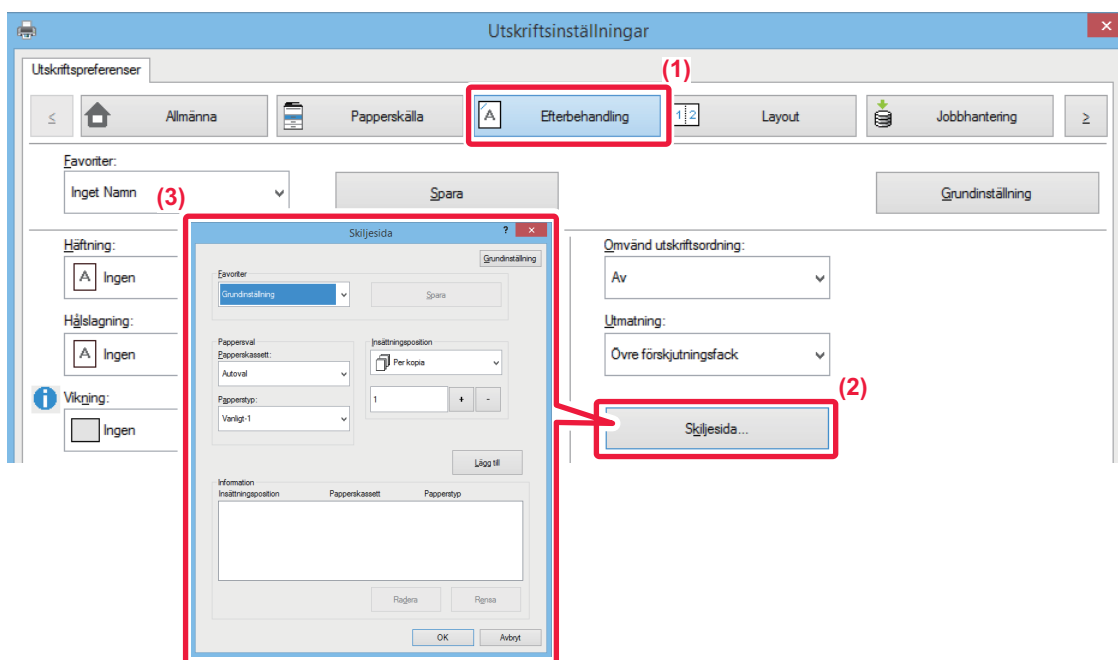 Utskriftsinställningar
Utskriftspreferenser
(1)
≤ Allmänna Papperskälla Efterbehandling Layout Jobbhantering ≥
Favoriter:
Inget Namn Spara Grundinställning
(3)
Häftning:
Ingen
Hålslagning:
Ingen
Vikning:
Ingen
Skiljesida ? ×
Grundinställning
Favoriter
Grundinställning Spara
Pappersval
Papperskassett:
Autoval
Papperstyp:
Vanligt-1
Insättningsposition
Per kopia
1 + -
Lägg till
Information
Insättningsposition Papperskassett Papperstyp
Radera Rensa
OK Avbryt
Omvänd utskriftsordning:
Av
Utmatning:
Övre förskjutningsfack
(2)
Skiljesida...